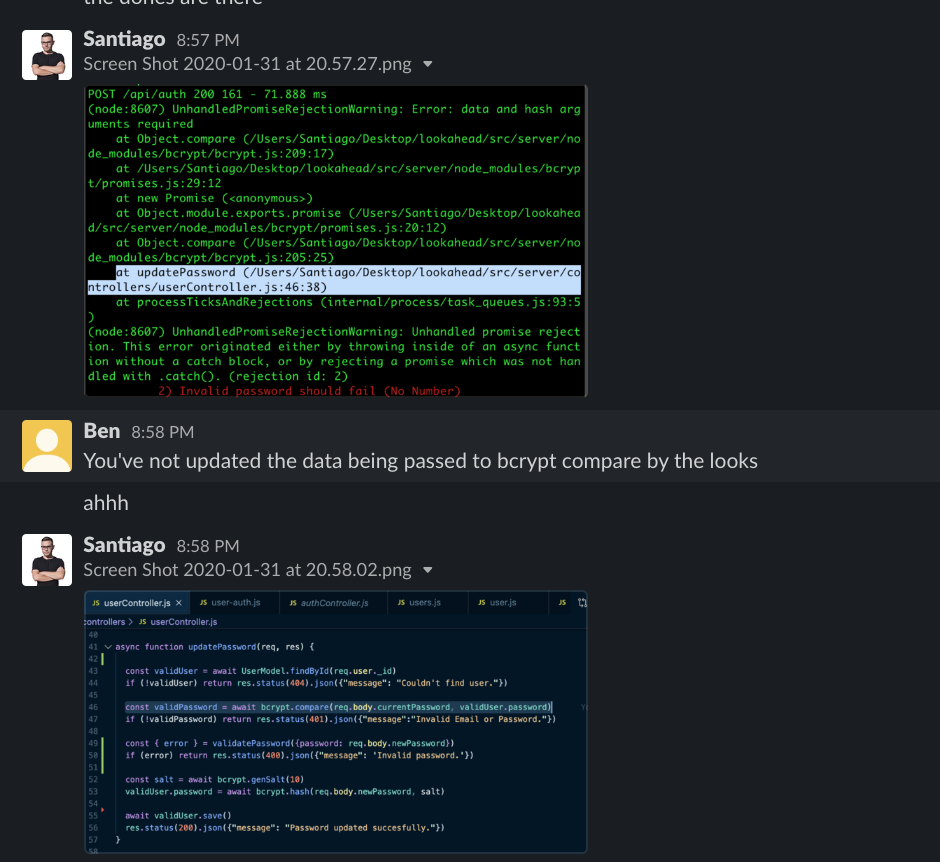 the dones are there
Santiago 8:57 PM
Screen Shot 2020-01-31 at 20.57.27.png
POST /api/auth 200 161 - 71.888 ms
(node:8607) UnhandledPromiseRejectionWarning: Error: data and hash arg
uments required
at Object.compare (/Users/Santiago/Desktop/lookahead/src/server/no
de_modules/bcrypt/bcrypt.js:209:17)
at /Users/Santiago/Desktop/lookahead/src/server/node_modules/bcryp
t/promises.js:29:12
at new Promise (<anonymous>)
at Object.module.exports.promise (/Users/Santiago/Desktop/lookahea
d/src/server/node_modules/bcrypt/promises.js:20:12)
at Object.compare (/Users/Santiago/Desktop/lookahead/src/server/no
de_modules/bcrypt/bcrypt.js:205:25)
at updatePassword (/Users/Santiago/Desktop/lookahead/src/server/co
ntrollers/userController.js:46:38)
at processTicksAndRejections (internal/process/task_queues.js:93:5
)
(node:8607) UnhandledPromiseRejectionWarning: Unhandled promise reject
ion. This error originated either by throwing inside of an async funct
ion without a catch block, or by rejecting a promise which was not han
dled with .catch(). (rejection id: 2)
2) Invalid password should fail (No Number)
Ben 8:58 PM
You've not updated the data being passed to bcrypt compare by the looks
ahhh
Santiago 8:58 PM
Screen Shot 2020-01-31 at 20.58.02.png
JS userController.js × JS user-auth.js JS authController.js JS users.js JS user.js JS
controllers > JS userController.js
40
41 async function updatePassword(req, res) {
42
43 const validUser = await UserModel.findById(req.user._id)
44 if (!validUser) return res.status(404).json({"message": "Couldn't find user."})
45
46 const validPassword = await bcrypt.compare(req.body.currentPassword, validUser.password)
47 if (!validPassword) return res.status(401).json({"message":"Invalid Email or Password."})
48
49 const { error } = validatePassword({password: req.body.newPassword})
50 if (error) return res.status(400).json({"message": 'Invalid password.'})
51
52 const salt = await bcrypt.genSalt(10)
53 validUser.password = await bcrypt.hash(req.body.newPassword, salt)
54
55 await validUser.save()
56 res.status(200).json({"message": "Password updated succesfully."})
57 }
58